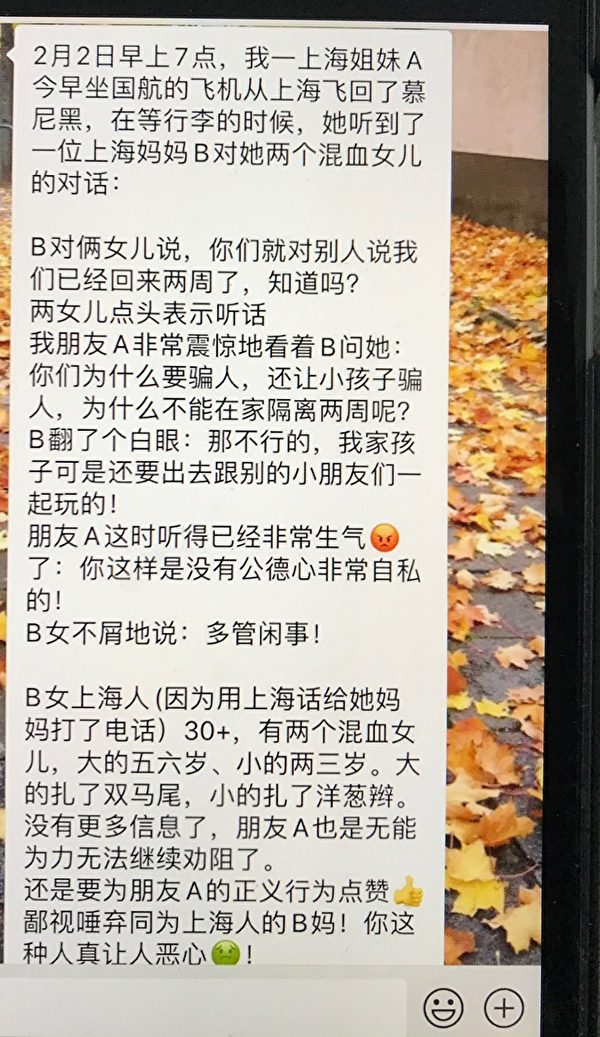 2月2日早上7点，我一上海姐妹A
今早坐国航的飞机从上海飞回了慕
尼黑，在等行李的时候，她听到了
一位上海妈妈B对她两个混血女儿
的对话：
B对俩女儿说，你们就对别人说我
们已经回来两周了，知道吗？
两女儿点头表示听话
我朋友A非常震惊地看着B问她：
你们为什么要骗人，还让小孩子骗
人，为什么不能在家隔离两周呢？
B翻了个白眼：那不行的，我家孩
子可是还要出去跟别的小朋友们一
起玩的！
朋友A这时听得已经非常生气😡
了：你这样是没有公德心非常自私
的！
B女不屑地说：多管闲事！
B女上海人(因为用上海话给她妈
妈打了电话）30+，有两个混血女
儿，大的五六岁、小的两三岁。大
的扎了双马尾，小的扎了洋葱辫。
没有更多信息了，朋友A也是无能
为力无法继续劝阻了。
还是要为朋友A的正义行为点赞👍
鄙视唾弃同为上海人的B妈！你这
种人真让人恶心🤢！